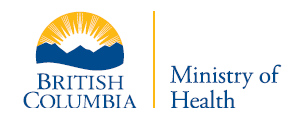 BRITISH
COLUMBIA
Ministry of
Health